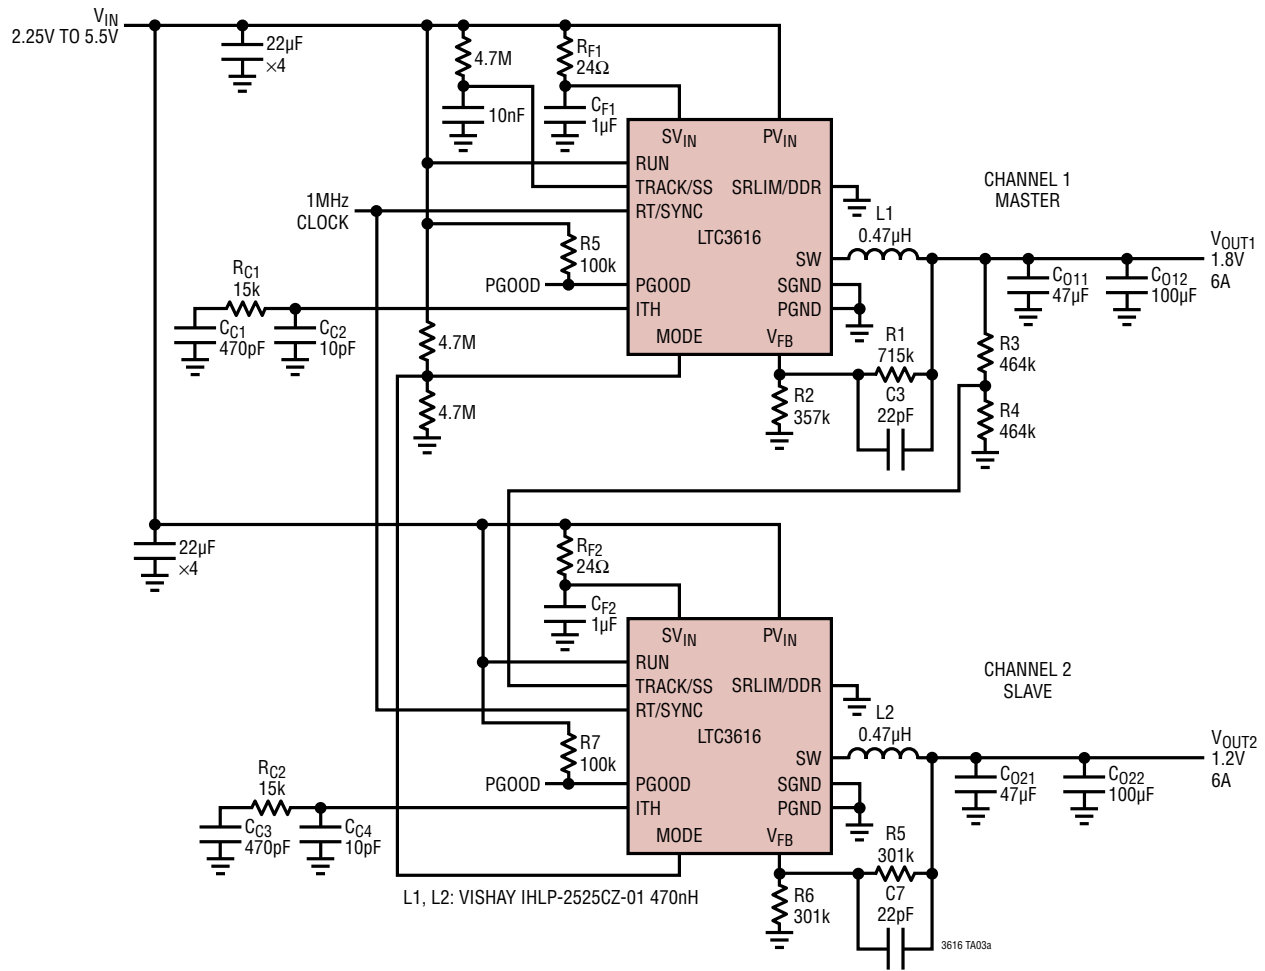 VIN
2.25V TO 5.5V
22µF
×4
4.7M
RF1
24Ω
10nF
CF1
1µF
SVIN
PVIN
RUN
TRACK/SS
SRLIM/DDR
1MHz
CLOCK
RT/SYNC
LTC3616
CHANNEL 1
MASTER
L1
0.47µH
R5
100k
SW
VOUT1
1.8V
6A
PGOOD
PGOOD
SGND
CO11
47µF
CO12
100µF
RC1
15k
ITH
PGND
CC1
470pF
CC2
10pF
4.7M
MODE
VFB
R1
715k
R3
464k
C3
22pF
R2
357k
R4
464k
4.7M
22µF
×4
RF2
24Ω
CF2
1µF
SVIN
PVIN
RUN
TRACK/SS
SRLIM/DDR
RT/SYNC
LTC3616
CHANNEL 2
SLAVE
L2
0.47µH
R7
100k
SW
VOUT2
1.2V
6A
PGOOD
PGOOD
SGND
CO21
47µF
CO22
100µF
RC2
15k
ITH
PGND
CC3
470pF
CC4
10pF
MODE
VFB
R5
301k
C7
22pF
R6
301k
L1, L2: VISHAY IHLP-2525CZ-01 470nH
3616 TA03a